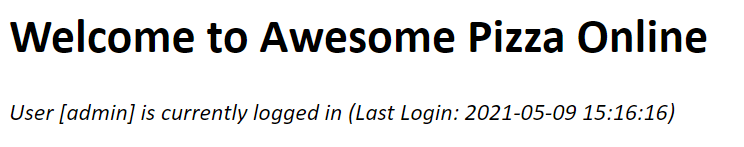 Welcome to Awesome Pizza Online
User [admin] is currently logged in (Last Login: 2021-05-09 15:16:16)